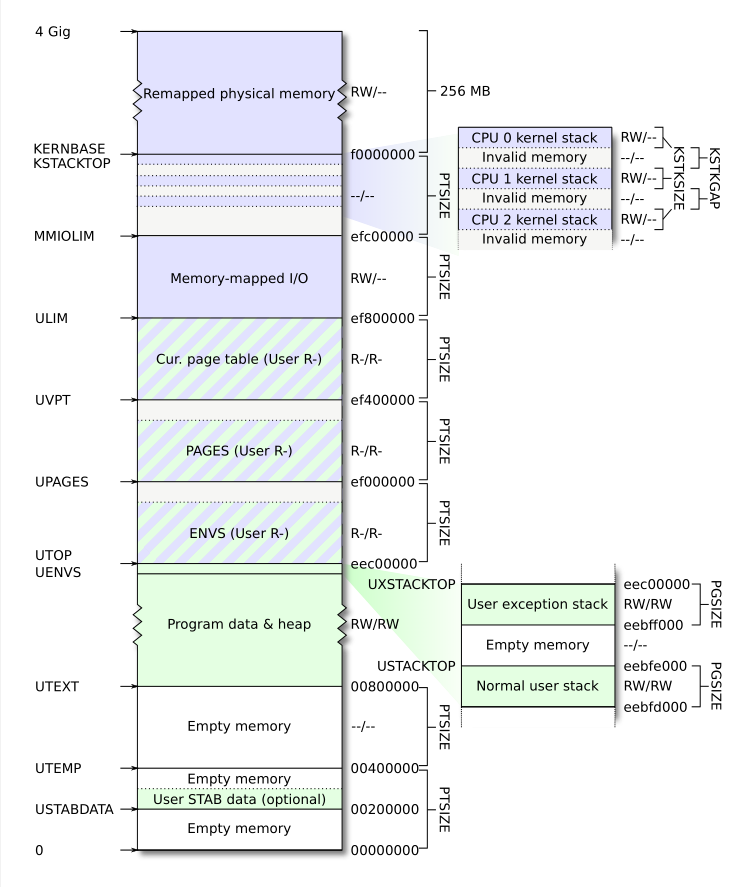 4 Gig
Remapped physical memory
RW/--
256 MB
KERNBASE
KSTACKTOP
f0000000
--/--
PTSIZE
CPU 0 kernel stack
RW/--
Invalid memory
--/--
CPU 1 kernel stack
RW/--
Invalid memory
--/--
CPU 2 kernel stack
RW/--
Invalid memory
--/--
KSTKSIZE
KSTKGAP
MMIOLIM
efc00000
Memory-mapped I/O
RW/--
PTSIZE
ULIM
ef800000
Cur. page table (User R-)
R-/R-
PTSIZE
UVPT
ef400000
PAGES (User R-)
R-/R-
PTSIZE
UPAGES
ef000000
ENVS (User R-)
R-/R-
PTSIZE
UTOP
UENVS
eec00000
Program data & heap
RW/RW
UXSTACKTOP
eec00000
User exception stack
RW/RW
PGSIZE
eebff000
Empty memory
--/--
USTACKTOP
eebfe000
Normal user stack
RW/RW
PGSIZE
eebfd000
UTEXT
00800000
Empty memory
--/--
PTSIZE
UTEMP
00400000
Empty memory
User STAB data (optional)
PTSIZE
USTABDATA
00200000
Empty memory
0
00000000